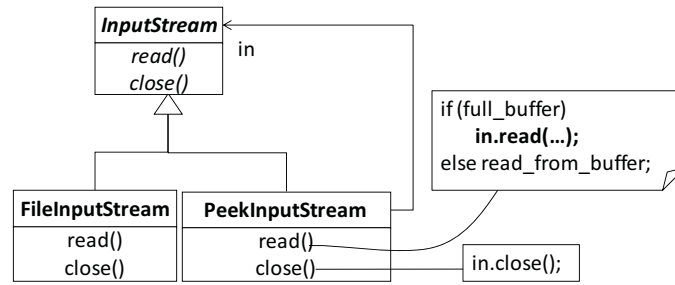 InputStream
in
read()
close()
if (full_buffer)
in.read(...);
else read_from_buffer;
FileInputStream
read()
close()
PeekInputStream
read()
close()
in.close();